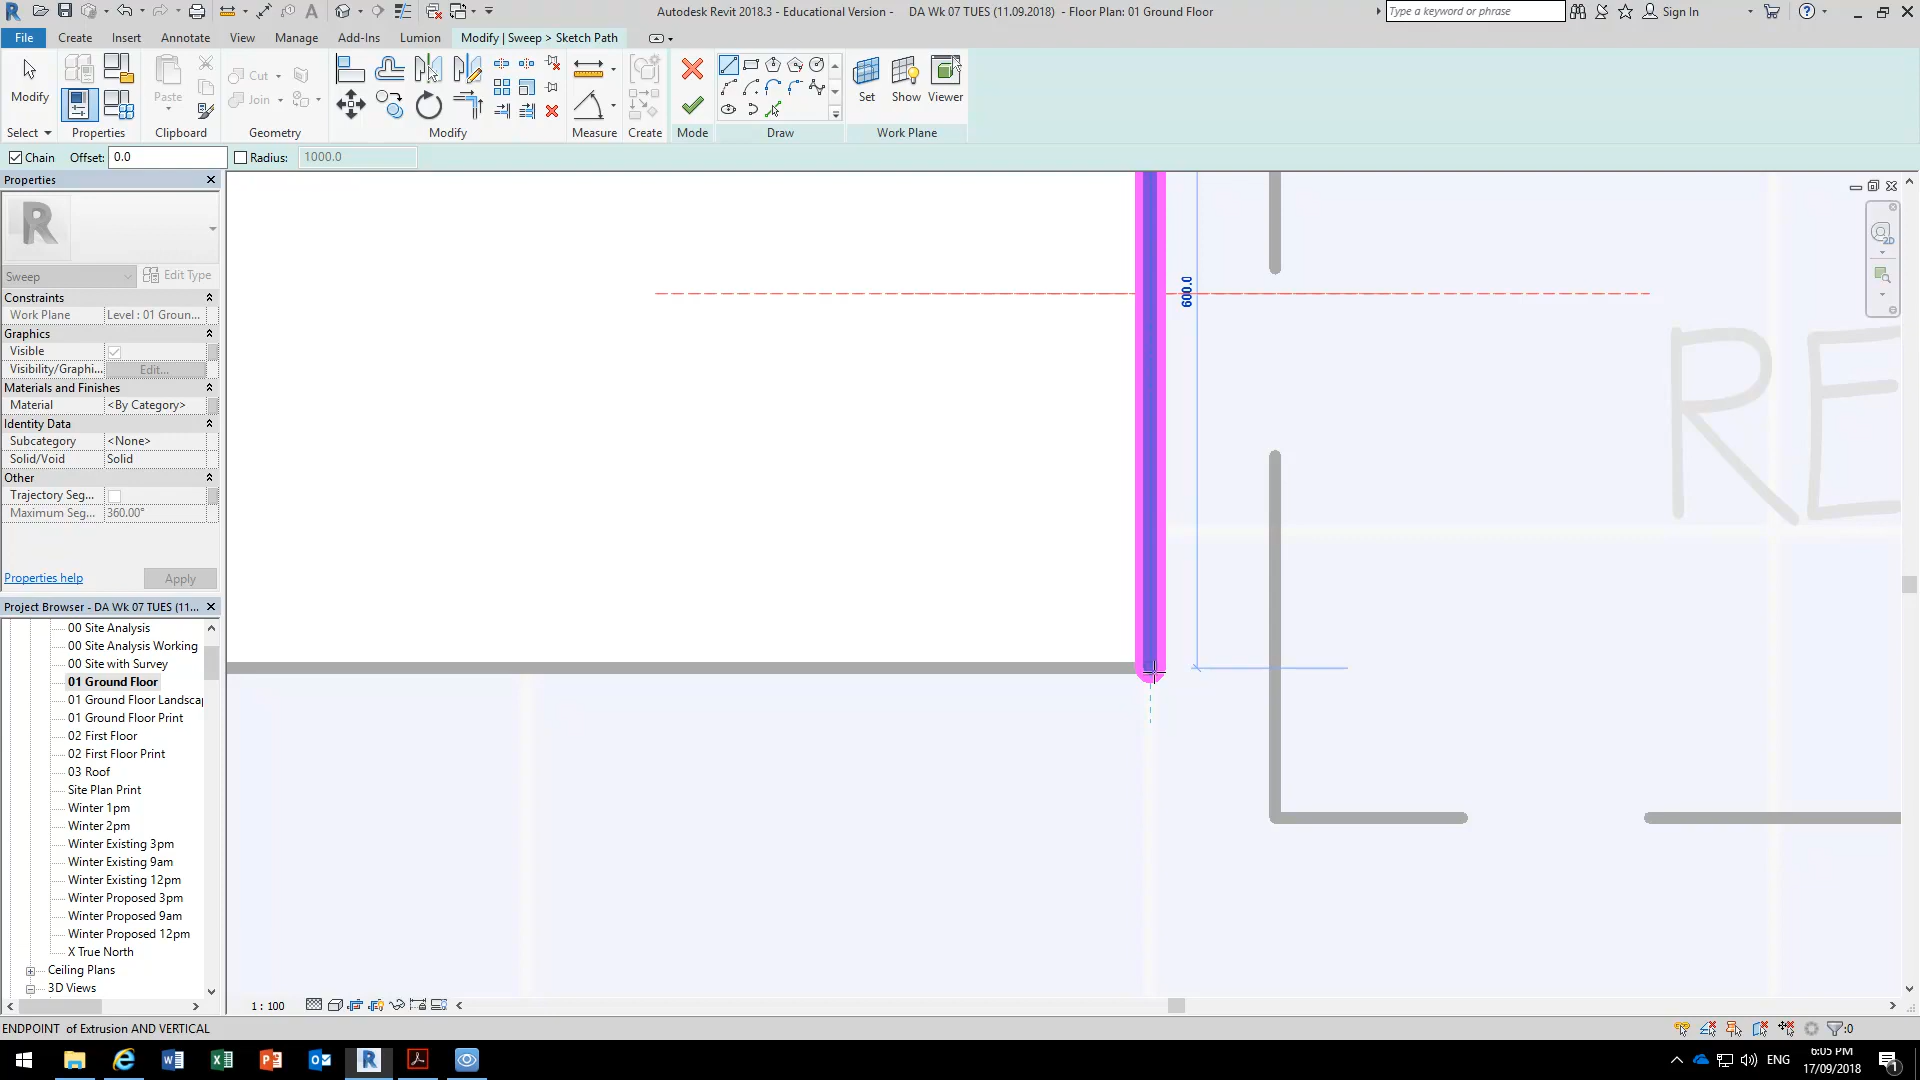 Autodesk Revit 2018.3 - Educational Version - DA Wk 07 TUES (11.09.2018) - Floor Plan: 01 Ground Floor
Type a keyword or phrase
Sign In
File Create Insert Annotate View Manage Add-Ins Lumion Modify | Sweep > Sketch Path
Modify Paste Cut Join Set Show Viewer
Select Properties Clipboard Geometry Modify Measure Create Mode Draw Work Plane
Chain Offset: 0.0 Radius: 1000.0
Properties
R
Sweep Edit Type
Constraints
Work Plane Level : 01 Groun...
Graphics
Visible
Visibility/Graphi... Edit...
Materials and Finishes
Material <By Category>
Identity Data
Subcategory <None>
Solid/Void Solid
Other
Trajectory Seg...
Maximum Seg... 360.00°
Properties help Apply
Project Browser - DA Wk 07 TUES (11...
00 Site Analysis
00 Site Analysis Working
00 Site with Survey
01 Ground Floor
01 Ground Floor Landscap
01 Ground Floor Print
02 First Floor
02 First Floor Print
03 Roof
Site Plan Print
Winter 1pm
Winter 2pm
Winter Existing 3pm
Winter Existing 9am
Winter Existing 12pm
Winter Proposed 3pm
Winter Proposed 9am
Winter Proposed 12pm
X True North
Ceiling Plans
3D Views
600.0
2D
RE
1 : 100
ENDPOINT of Extrusion AND VERTICAL
:0
ENG
6:05 PM
17/09/2018
1